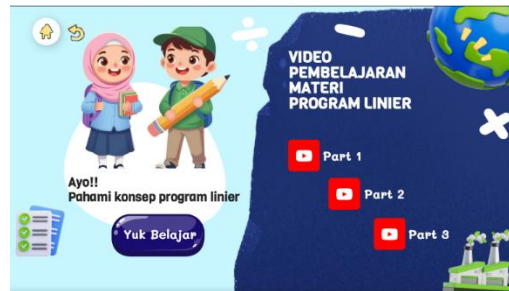 VIDEO
PEMBELAJARAN
MATERI
PROGRAM LINIER
Part 1
Part 2
Part 3
Ayo!!
Pahami konsep program linier
Yuk Belajar